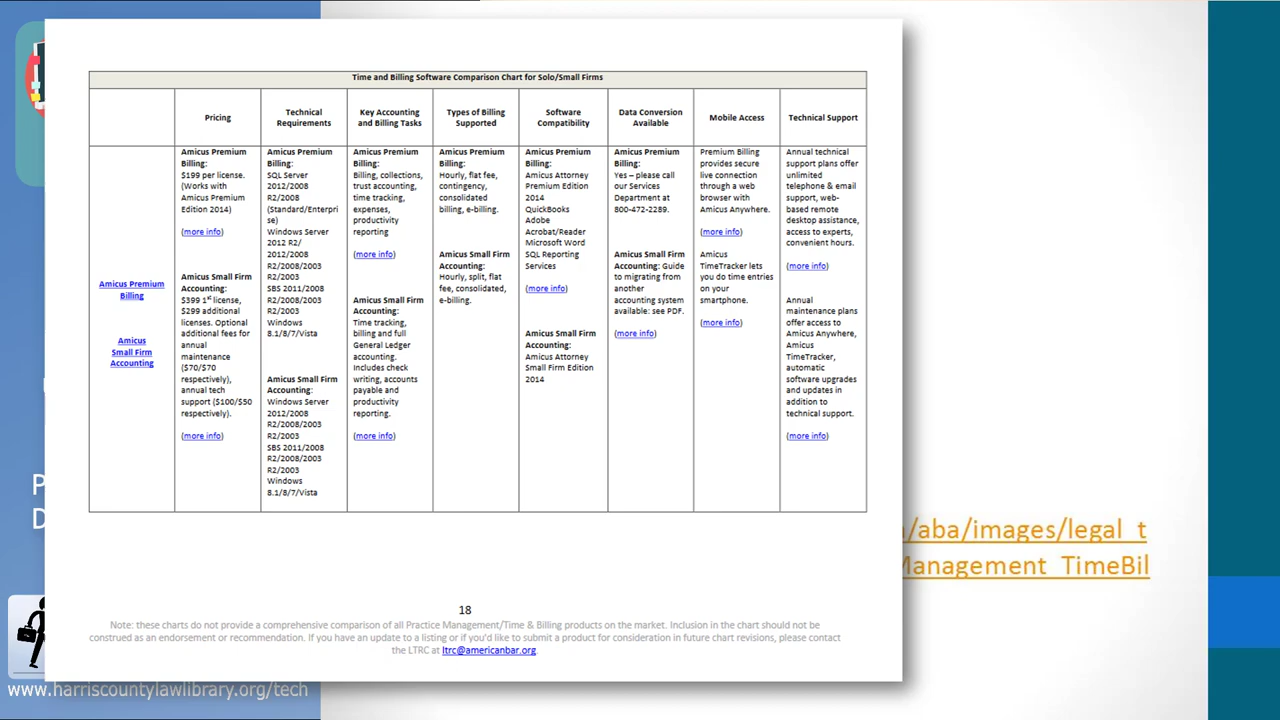 Time and Billing Software Comparison Chart for Solo/Small Firms
Pricing
Technical
Requirements
Key Accounting
and Billing Tasks
Types of Billing
Supported
Software
Compatibility
Data Conversion
Available
Mobile Access
Technical Support
Amicus Premium
Billing
Amicus
Small Firm
Accounting
Amicus Premium
Billing:
$199 per license.
(Works with
Amicus Premium
Edition 2014)
(more info)
Amicus Small Firm
Accounting:
$399 1st license,
$299 additional
licenses. Optional
additional fees for
annual
maintenance
($70/$70
respectively),
annual tech
support ($100/$50
respectively).
(more info)
Amicus Premium
Billing:
SQL Server
2012/2008
R2/2008
(Standard/Enterpri
se)
Windows Server
2012 R2/
2012/2008
R2/2008/2003
R2/2003
SBS 2011/2008
R2/2008/2003
R2/2003
Windows
8.1/8/7/Vista
Amicus Small Firm
Accounting:
Windows Server
2012/2008
R2/2008/2003
R2/2003
SBS 2011/2008
R2/2008/2003
R2/2003
Windows
8.1/8/7/Vista
Amicus Premium
Billing:
Billing, collections,
trust accounting,
time tracking,
expenses,
productivity
reporting
(more info)
Amicus Small Firm
Accounting:
Time tracking,
billing and full
General Ledger
accounting.
Includes check
writing, accounts
payable and
productivity
reporting.
(more info)
Amicus Premium
Billing:
Hourly, flat fee,
contingency,
consolidated
billing, e-billing.
Amicus Small Firm
Accounting:
Hourly, split, flat
fee, consolidated,
e-billing.
Amicus Premium
Billing:
Amicus Attorney
Premium Edition
2014
QuickBooks
Adobe
Acrobat/Reader
Microsoft Word
SQL Reporting
Services
(more info)
Amicus Small Firm
Accounting:
Amicus Attorney
Small Firm Edition
2014
Amicus Premium
Billing:
Yes – please call
our Services
Department at
800-472-2289.
Amicus Small Firm
Accounting: Guide
to migrating from
another
accounting system
available: see PDF.
(more info)
Premium Billing
provides secure
live connection
through a web
browser with
Amicus Anywhere.
(more info)
Amicus
TimeTracker lets
you do time entries
on your
smartphone.
(more info)
Annual technical
support plans offer
unlimited
telephone & email
support, web-
based remote
desktop assistance,
access to experts,
convenient hours.
(more info)
Annual
maintenance plans
offer access to
Amicus Anywhere,
Amicus
TimeTracker,
automatic
software upgrades
and updates in
addition to
technical support.
(more info)
18
Note: these charts do not provide a comprehensive comparison of all Practice Management/Time & Billing products on the market. Inclusion in the chart should not be
construed as an endorsement or recommendation. If you have an update to a listing or if you'd like to submit a product for consideration in future chart revisions, please contact
the LTRC at ltrc@americanbar.org.
P
D
/aba/images/legal_t
Management_TimeBil
www.harriscountylawlibrary.org/tech